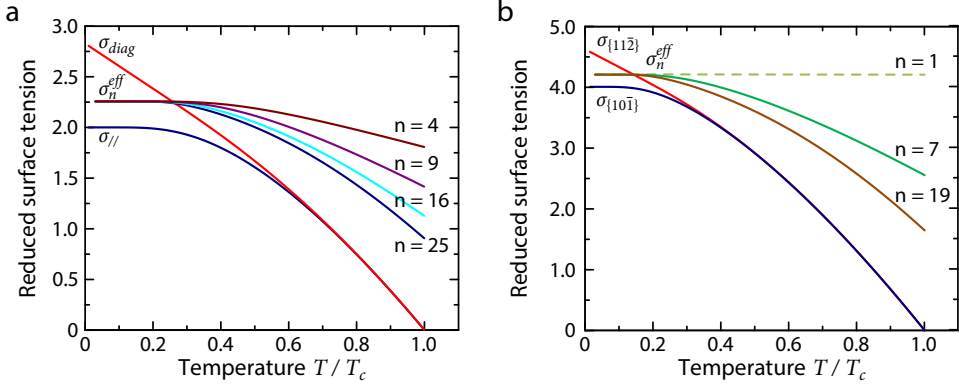 a
3.0
2.5
2.0
1.5
1.0
0.5
0
Reduced surface tension
σdiag
σₙᵉᶠᶠ
σ//
n = 4
n = 9
n = 16
n = 25
0
0.2
0.4
0.6
0.8
1.0
Temperature T / Tc
b
5.0
4.0
3.0
2.0
1.0
0
Reduced surface tension
σ{112̄}
σₙᵉᶠᶠ
σ{101̄}
n = 1
n = 7
n = 19
0
0.2
0.4
0.6
0.8
1.0
Temperature T / Tc